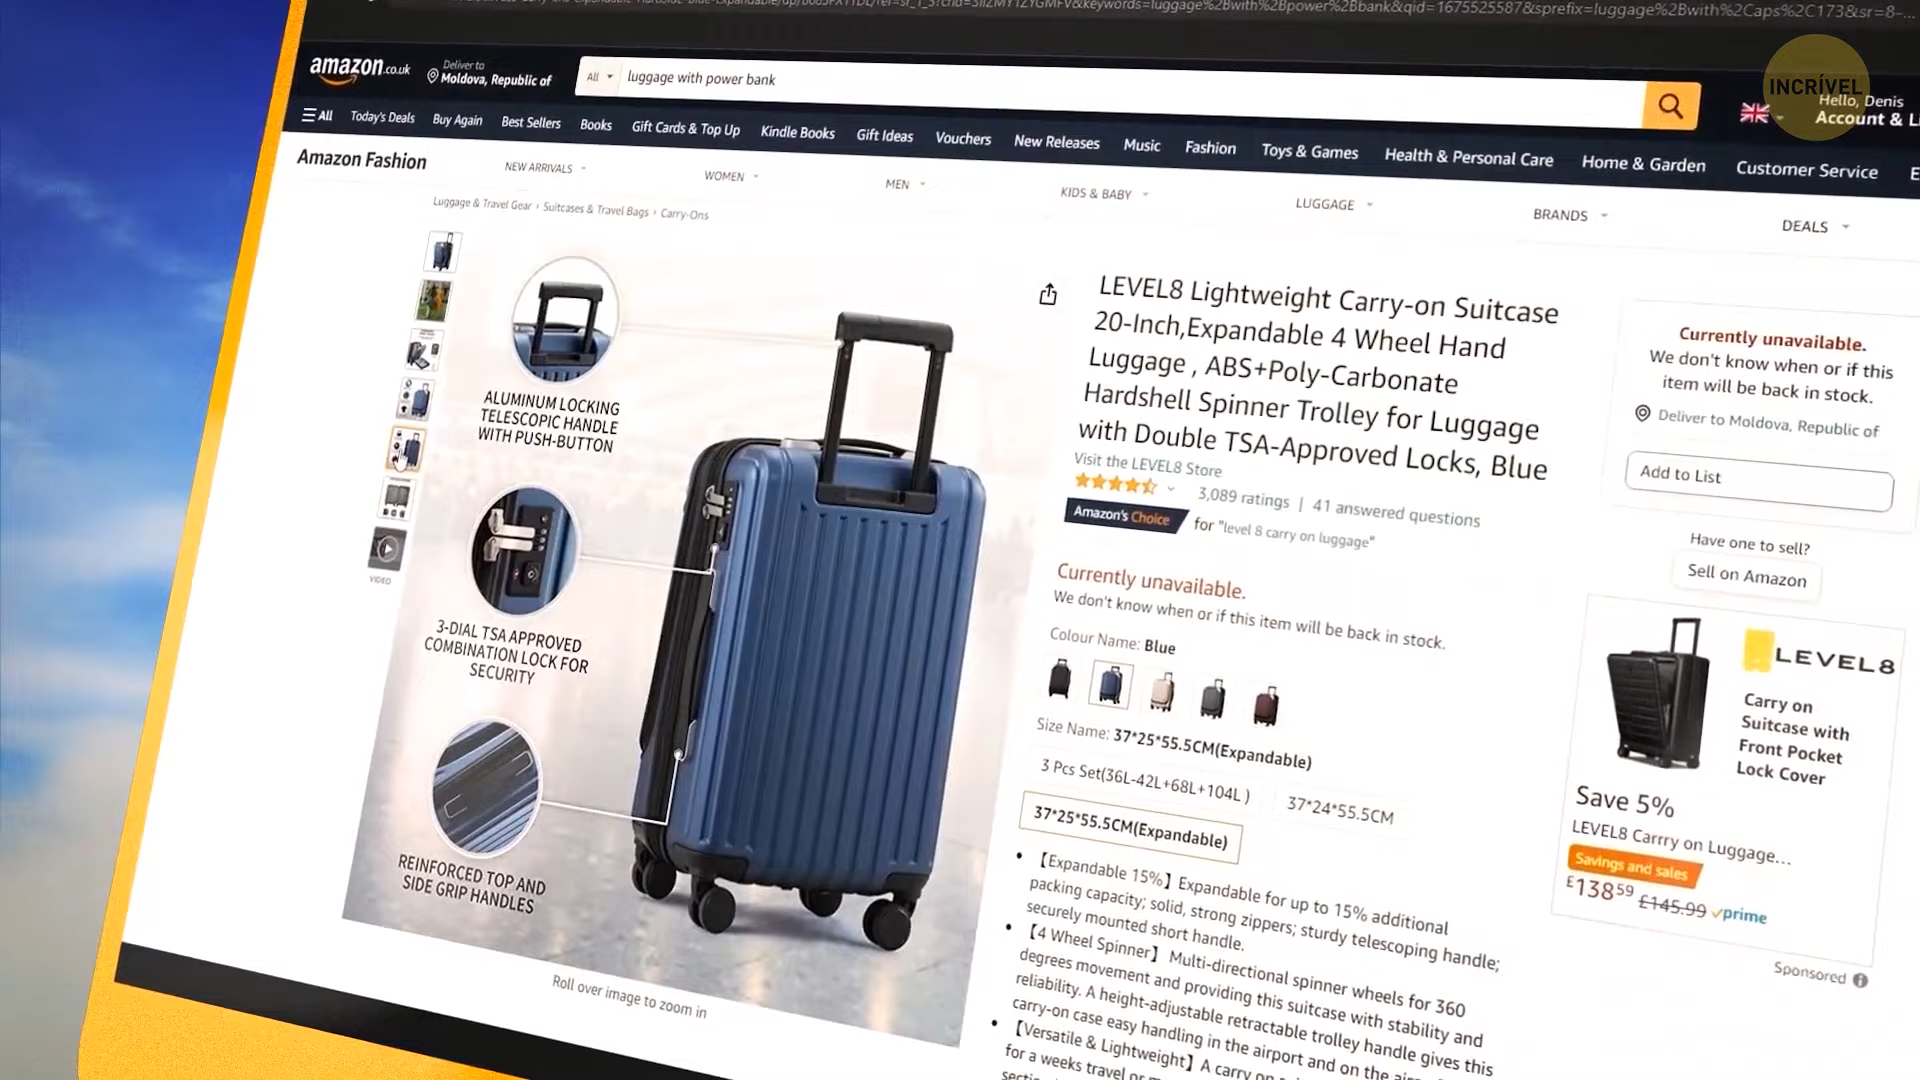 amazon.co.uk
Deliver to
Moldova, Republic of
All
luggage with power bank
INCRÍVEL
Hello, Denis
All
Today's Deals
Buy Again
Best Sellers
Books
Gift Cards & Top Up
Kindle Books
Gift Ideas
Vouchers
New Releases
Music
Fashion
Toys & Games
Health & Personal Care
Home & Garden
Customer Service
Amazon Fashion
NEW ARRIVALS
WOMEN
MEN
KIDS & BABY
LUGGAGE
BRANDS
DEALS
Luggage & Travel Gear › Suitcases & Travel Bags › Carry-Ons
VIDEO
ALUMINUM LOCKING
TELESCOPIC HANDLE
WITH PUSH-BUTTON
3-DIAL TSA APPROVED
COMBINATION LOCK FOR
SECURITY
REINFORCED TOP AND
SIDE GRIP HANDLES
Roll over image to zoom in
LEVEL8 Lightweight Carry-on Suitcase
20-Inch,Expandable 4 Wheel Hand
Luggage , ABS+Poly-Carbonate
Hardshell Spinner Trolley for Luggage
with Double TSA-Approved Locks, Blue
Visit the LEVEL8 Store
3,089 ratings | 41 answered questions
Amazon's Choice for "level 8 carry on luggage"
Currently unavailable.
We don't know when or if this item will be back in stock.
Colour Name: Blue
Size Name: 37*25*55.5CM(Expandable)
3 Pcs Set(36L-42L+68L+104L )
37*24*55.5CM
37*25*55.5CM(Expandable)
• 【Expandable 15%】Expandable for up to 15% additional
packing capacity; solid, strong zippers; sturdy telescoping handle;
securely mounted short handle.
• 【4 Wheel Spinner】 Multi-directional spinner wheels for 360
degrees movement and providing this suitcase with stability and
reliability. A height-adjustable retractable trolley handle gives this
carry-on case easy handling in the airport and on the
• 【Versatile & Lightweight】A carry on
for a weeks travel or
Currently unavailable.
We don't know when or if this
item will be back in stock.
Deliver to Moldova, Republic of
Add to List
Have one to sell?
Sell on Amazon
LEVEL8
Carry on
Suitcase with
Front Pocket
Lock Cover
Save 5%
LEVEL8 Carrry on Luggage...
Savings and sales
£138 59 £145.99 prime
Sponsored